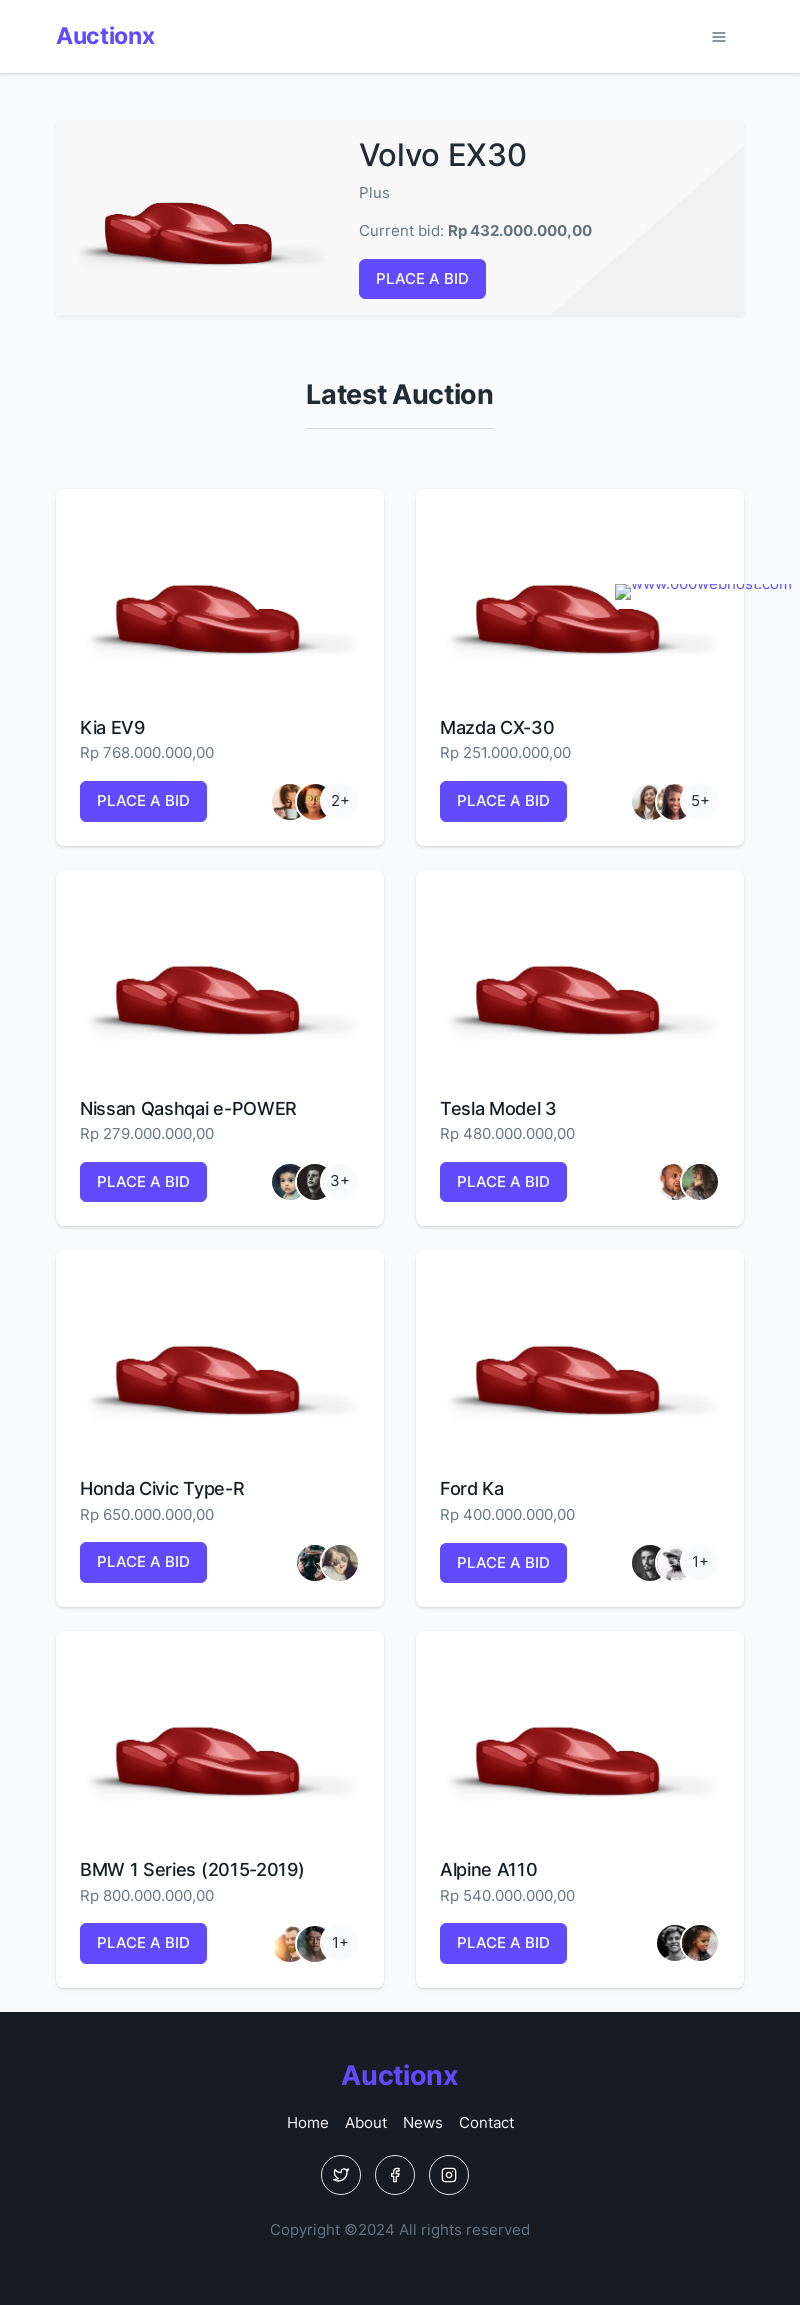 Auctionx
Volvo EX30
Plus
Current bid: Rp 432.000.000,00
PLACE A BID
Latest Auction
www.000webhost.com
Kia EV9
Rp 768.000.000,00
PLACE A BID
2+
Mazda CX-30
Rp 251.000.000,00
PLACE A BID
5+
Nissan Qashqai e-POWER
Rp 279.000.000,00
PLACE A BID
3+
Tesla Model 3
Rp 480.000.000,00
PLACE A BID
Honda Civic Type-R
Rp 650.000.000,00
PLACE A BID
Ford Ka
Rp 400.000.000,00
PLACE A BID
1+
BMW 1 Series (2015-2019)
Rp 800.000.000,00
PLACE A BID
1+
Alpine A110
Rp 540.000.000,00
PLACE A BID
Auctionx
Home About News Contact
Copyright ©2024 All rights reserved